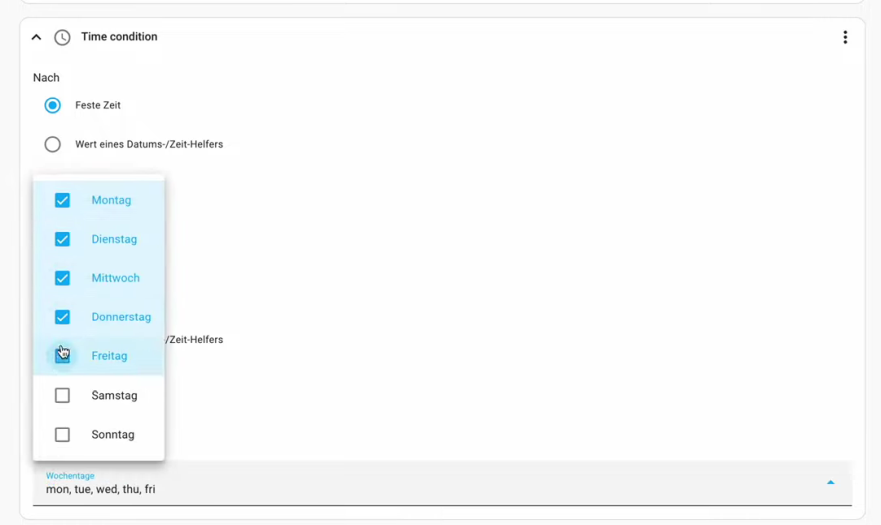 Time condition
Nach
Feste Zeit
Wert eines Datums-/Zeit-Helfers
Montag
Dienstag
Mittwoch
Donnerstag
/Zeit-Helfers
Freitag
Samstag
Sonntag
Wochentage
mon, tue, wed, thu, fri